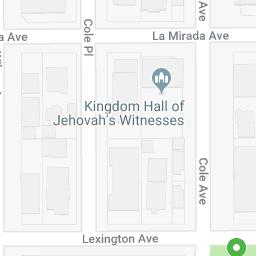 Ave
Cole Pl
La Mirada Ave
a Ave
Kingdom Hall of
Jehovah's Witnesses
Cole Ave
Lexington Ave